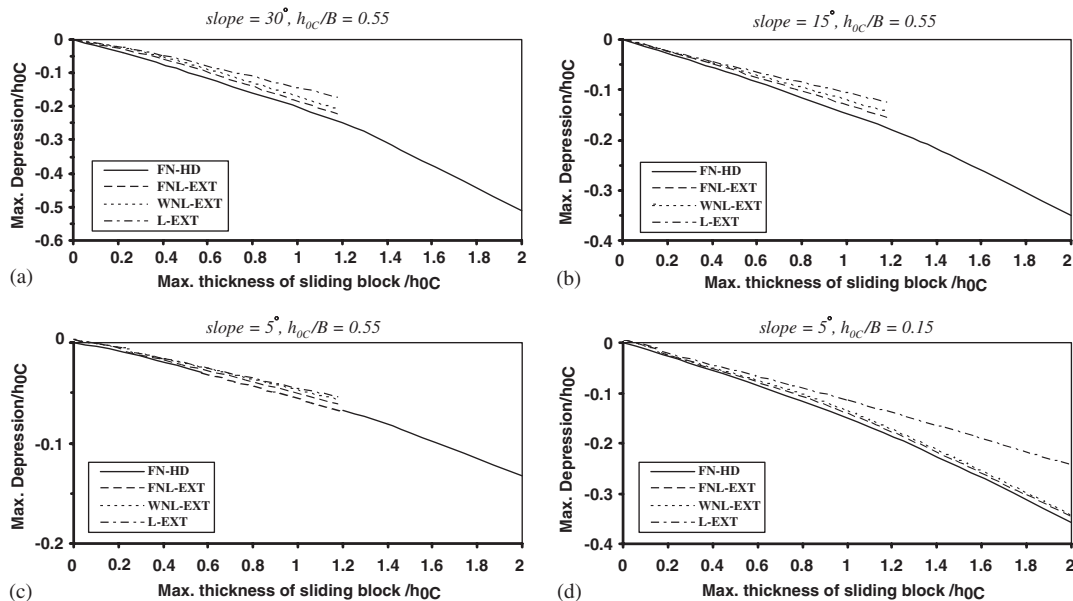 slope = 30°, h0C/B = 0.55
0
-0.1
-0.2
-0.3
-0.4
-0.5
-0.6
Max. Depression/h0C
FN-HD
FNL-EXT
WNL-EXT
L-EXT
0 0.2 0.4 0.6 0.8 1 1.2 1.4 1.6 1.8 2
(a) Max. thickness of sliding block /h0C
slope = 15°, h0C/B = 0.55
0
-0.1
-0.2
-0.3
-0.4
Max. Depression/h0C
FN-HD
FNL-EXT
WNL-EXT
L-EXT
0 0.2 0.4 0.6 0.8 1 1.2 1.4 1.6 1.8 2
(b) Max. thickness of sliding block /h0C
slope = 5°, h0C/B = 0.55
0
-0.1
-0.2
Max. Depression/h0C
FN-HD
FNL-EXT
WNL-EXT
L-EXT
0 0.2 0.4 0.6 0.8 1 1.2 1.4 1.6 1.8 2
(c) Max. thickness of sliding block /h0C
slope = 5°, h0C/B = 0.15
0
-0.1
-0.2
-0.3
-0.4
Max. Depression/h0C
FN-HD
FNL-EXT
WNL-EXT
L-EXT
0 0.2 0.4 0.6 0.8 1 1.2 1.4 1.6 1.8 2
(d) Max. thickness of sliding block /h0C